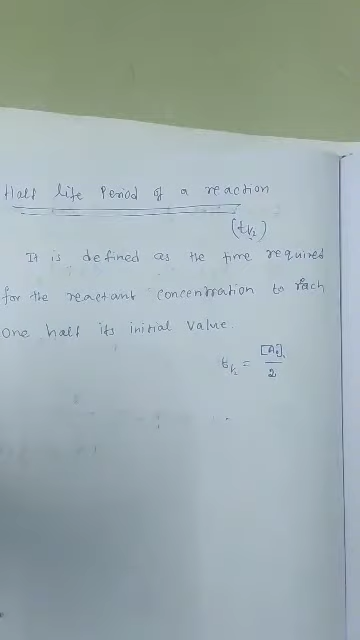 Half life Period of a reaction
(t1/2)
It is defined as the time required
for the reactant concentration to reach
one half its initial value.
t1/2 = [A0]/2